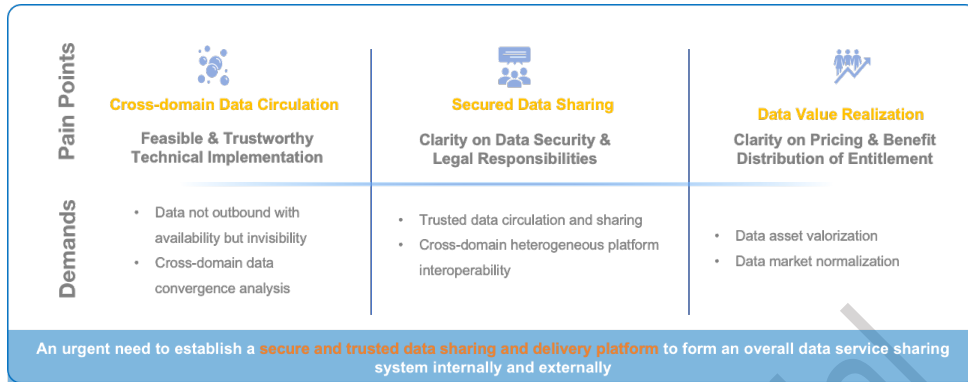 Pain Points
Cross-domain Data Circulation
Feasible & Trustworthy
Technical Implementation
Secured Data Sharing
Clarity on Data Security &
Legal Responsibilities
Data Value Realization
Clarity on Pricing & Benefit
Distribution of Entitlement
Demands
• Data not outbound with
availability but invisibility
• Cross-domain data
convergence analysis
• Trusted data circulation and sharing
• Cross-domain heterogeneous platform
interoperability
• Data asset valorization
• Data market normalization
An urgent need to establish a secure and trusted data sharing and delivery platform to form an overall data service sharing
system internally and externally